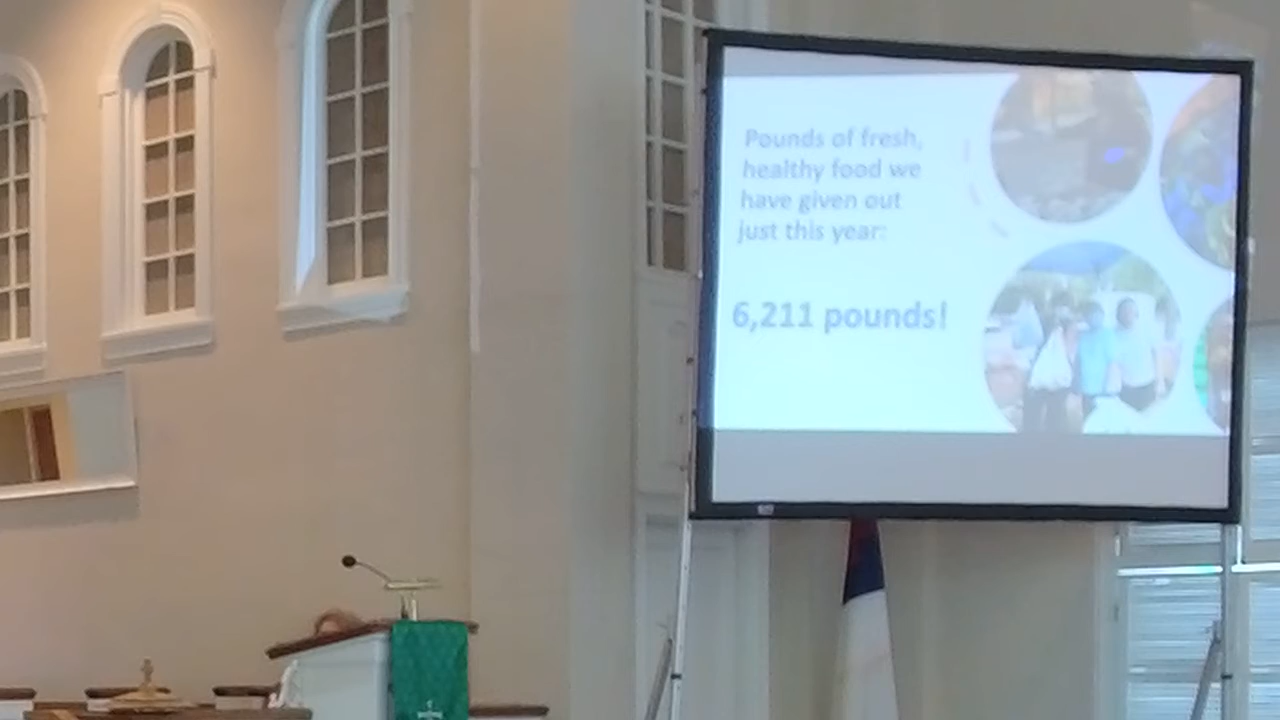 Pounds of fresh,
healthy food we
have given out
just this year:
6,211 pounds!